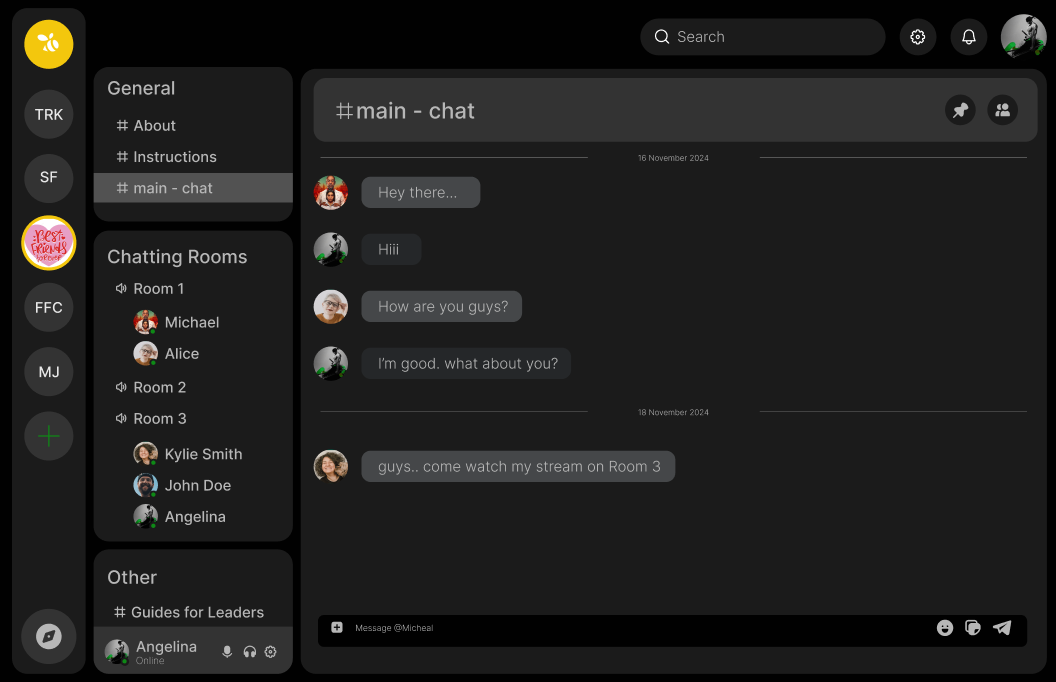 Search
TRK
SF
Best
Friends
forever
FFC
MJ
General
About
Instructions
main - chat
Chatting Rooms
Room 1
Michael
Alice
Room 2
Room 3
Kylie Smith
John Doe
Angelina
Other
Guides for Leaders
Angelina
Online
#main - chat
16 November 2024
Hey there...
Hiii
How are you guys?
I'm good. what about you?
18 November 2024
guys.. come watch my stream on Room 3
Message @Micheal